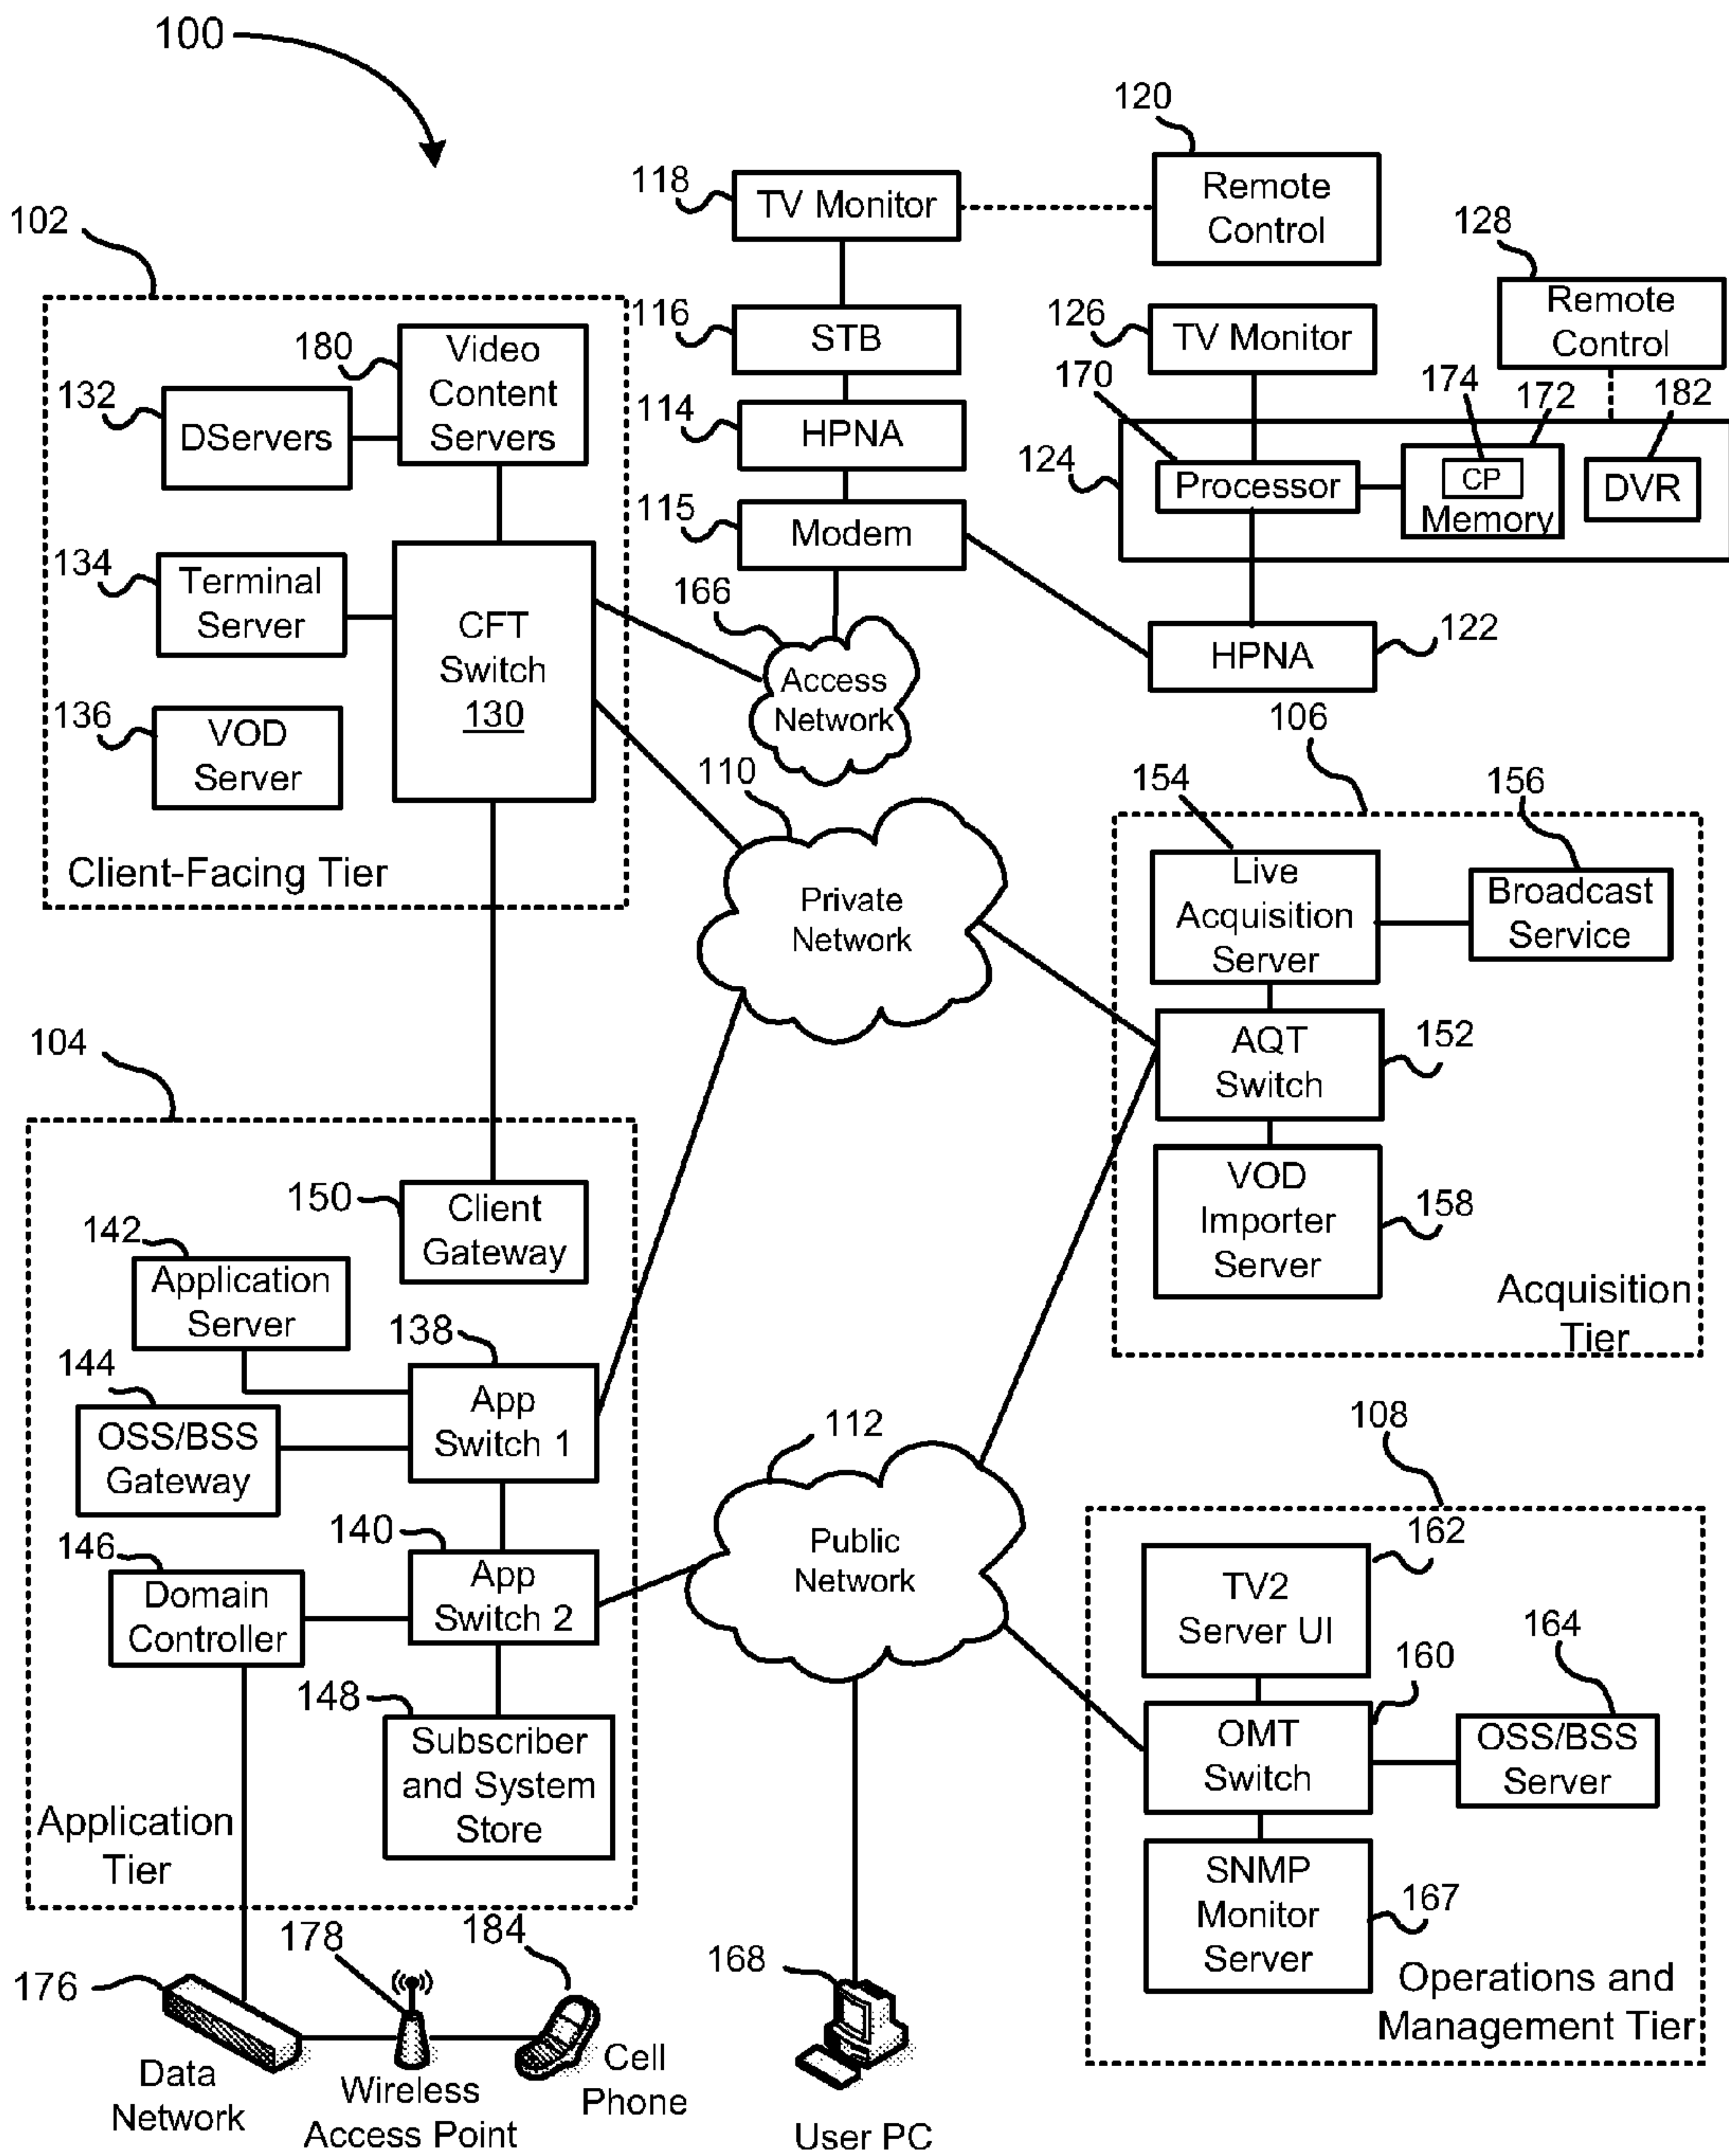 100
120
118
TV Monitor
Remote
Control
102
128
Remote
Control
116
STB
126
TV Monitor
180
Video
Content
Servers
132
DServers
114
HPNA
170
174
172
182
124
Processor
CP
Memory
DVR
115
Modem
134
Terminal
Server
CFT
Switch
130
166
Access
Network
HPNA
122
136
VOD
Server
106
110
154
156
Client-Facing Tier
Private
Network
Live
Acquisition
Server
Broadcast
Service
104
AQT
Switch
152
150
Client
Gateway
VOD
Importer
Server
158
142
Application
Server
Acquisition
Tier
138
144
App
Switch 1
OSS/BSS
Gateway
112
108
140
146
App
Switch 2
Domain
Controller
Public
Network
162
TV2
Server UI
164
160
148
Subscriber
and System
Store
OMT
Switch
OSS/BSS
Server
Application
Tier
SNMP
Monitor
Server
167
178
184
176
168
Operations and
Management Tier
Data
Network
Wireless
Access Point
Cell
Phone
User PC